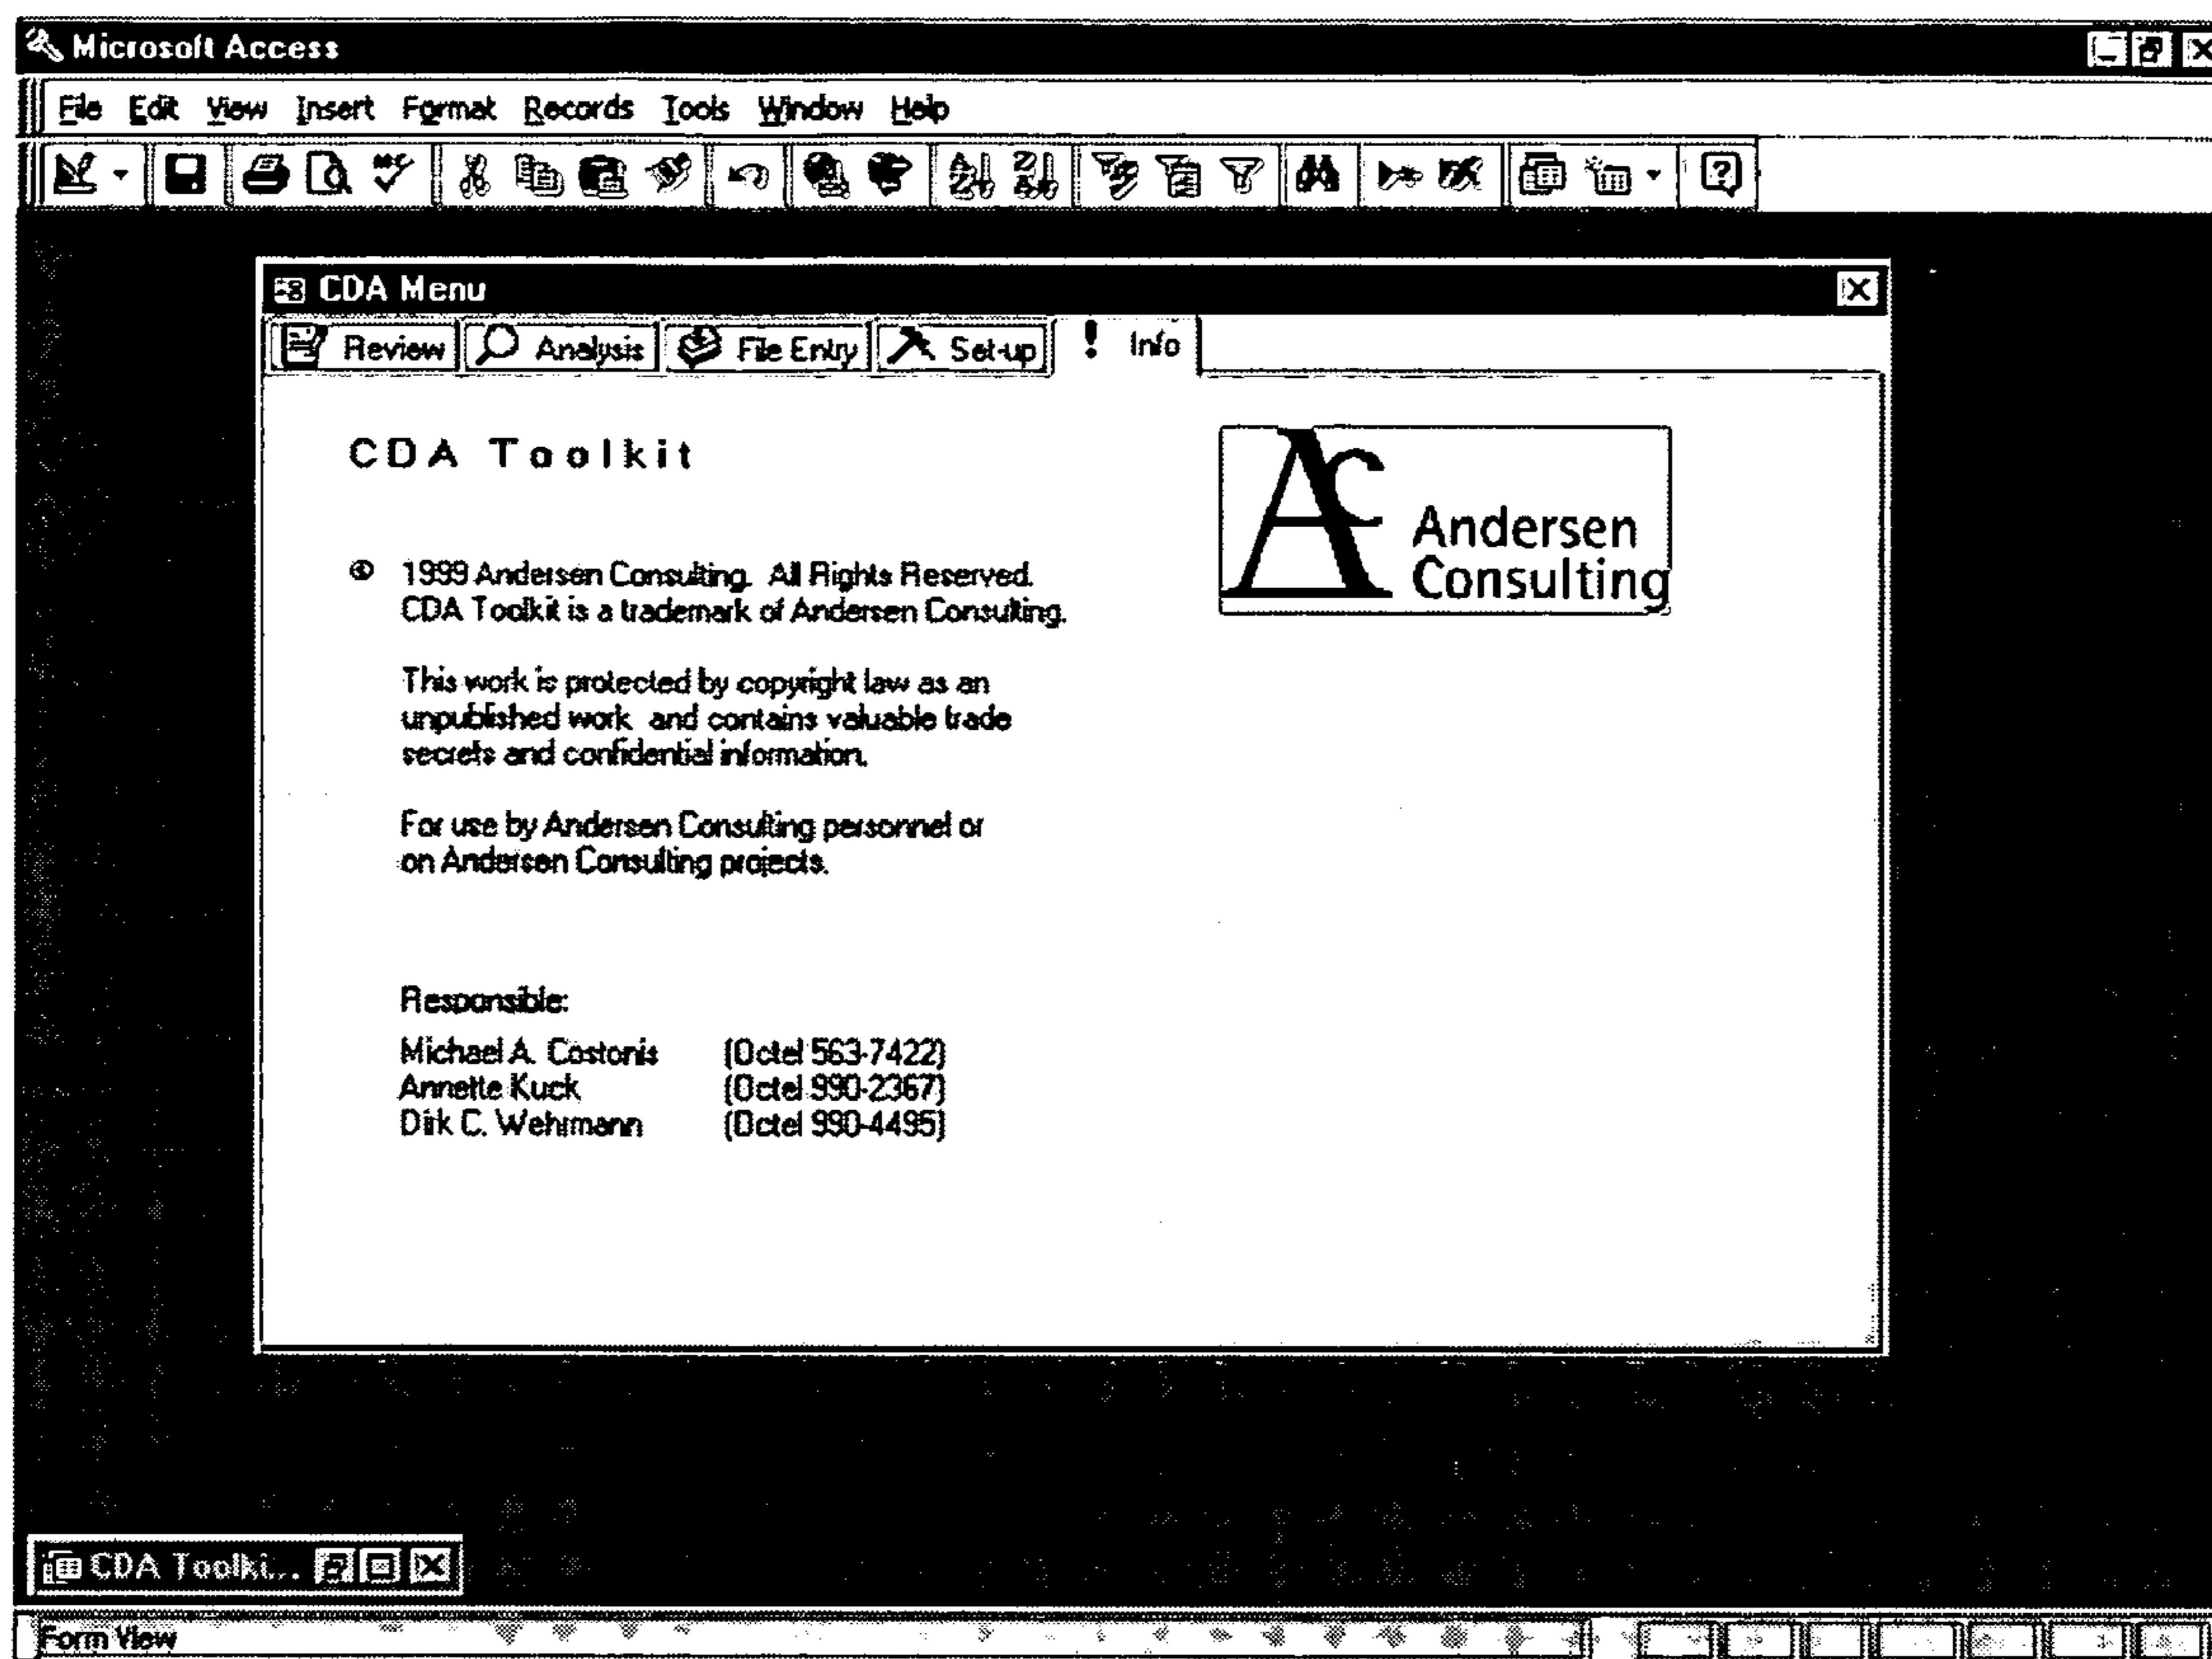 Microsoft Access
File Edit View Insert Format Records Tools Window Help
CDA Menu
Review Analysis File Entry Set-up ! Info
CDA Toolkit
Andersen
Consulting
© 1999 Andersen Consulting. All Rights Reserved.
CDA Toolkit is a trademark of Andersen Consulting.
This work is protected by copyright law as an
unpublished work and contains valuable trade
secrets and confidential information.
For use by Andersen Consulting personnel or
on Andersen Consulting projects.
Responsible:
Michael A. Costonis (Octel 563-7422)
Annette Kuck (Octel 990-2367)
Dirk C. Wehrmann (Octel 990-4495)
CDA Toolki...
Form View